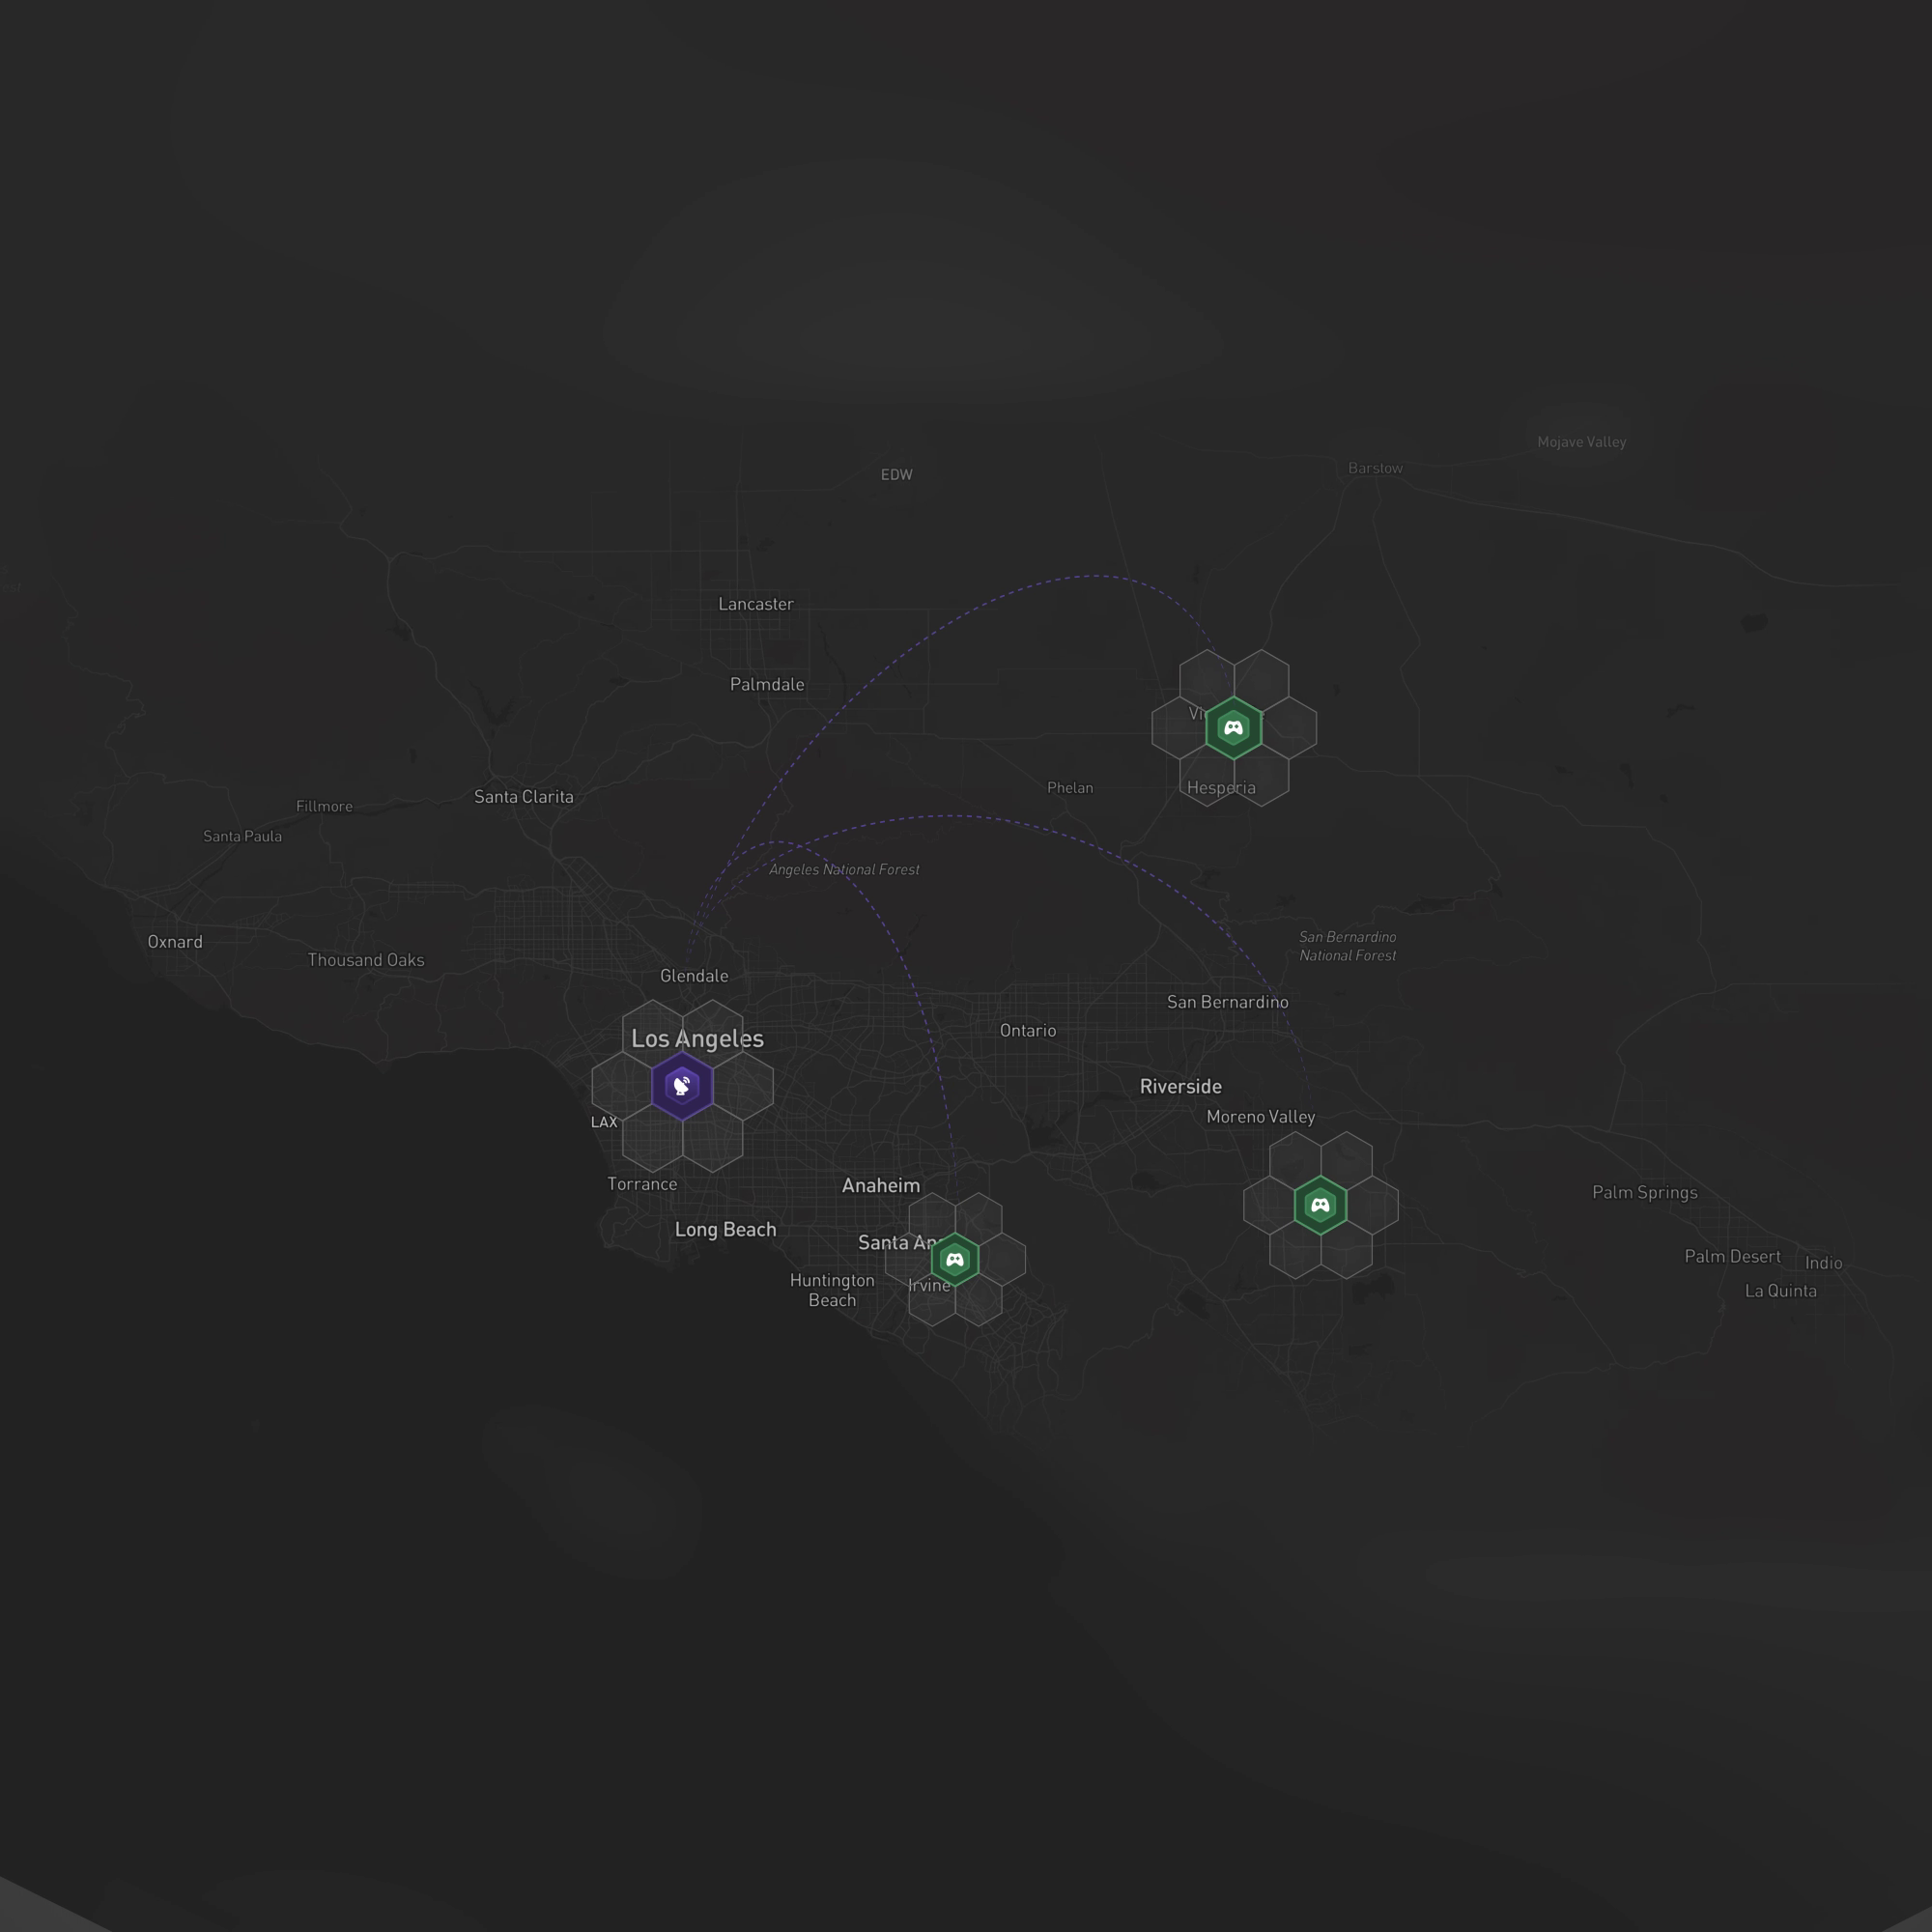 Mojave Valley
Barstow
EDW
Lancaster
Palmdale
Hesperia
Phelan
Santa Clarita
Fillmore
Santa Paula
Angeles National Forest
Oxnard
Thousand Oaks
Glendale
San Bernardino
National Forest
San Bernardino
Ontario
Los Angeles
Riverside
LAX
Moreno Valley
Torrance
Anaheim
Palm Springs
Long Beach
Santa An
Huntington
Beach
Irvine
Palm Desert
Indio
La Quinta